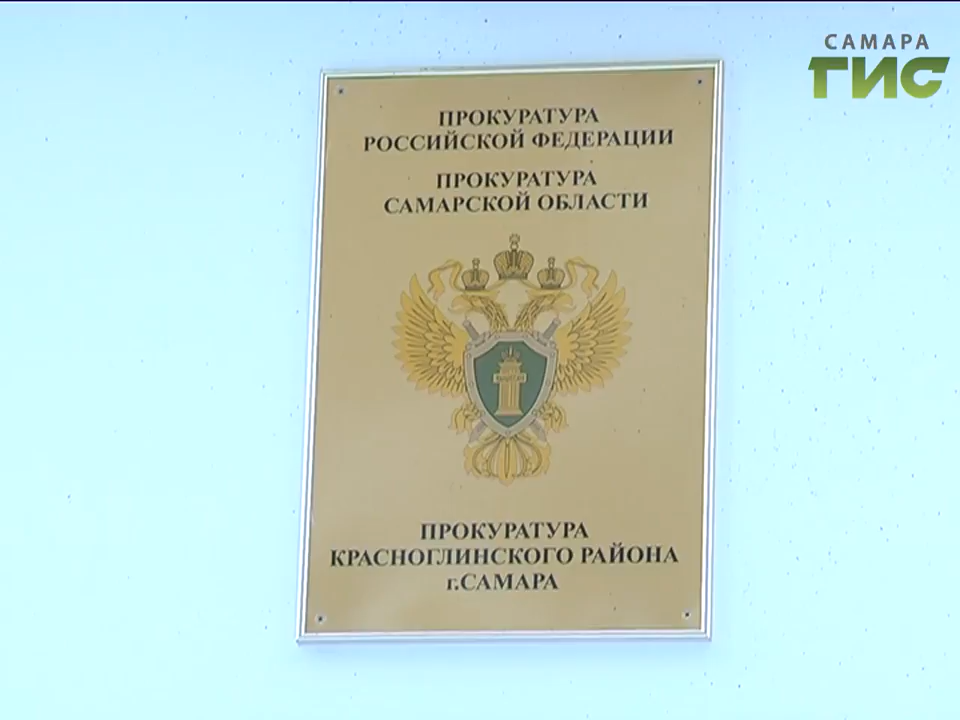 САМАРА
ГИС
ПРОКУРАТУРА
РОССИЙСКОЙ ФЕДЕРАЦИИ
ПРОКУРАТУРА
САМАРСКОЙ ОБЛАСТИ
ПРОКУРАТУРА
КРАСНОГЛИНСКОГО РАЙОНА
г.САМАРА